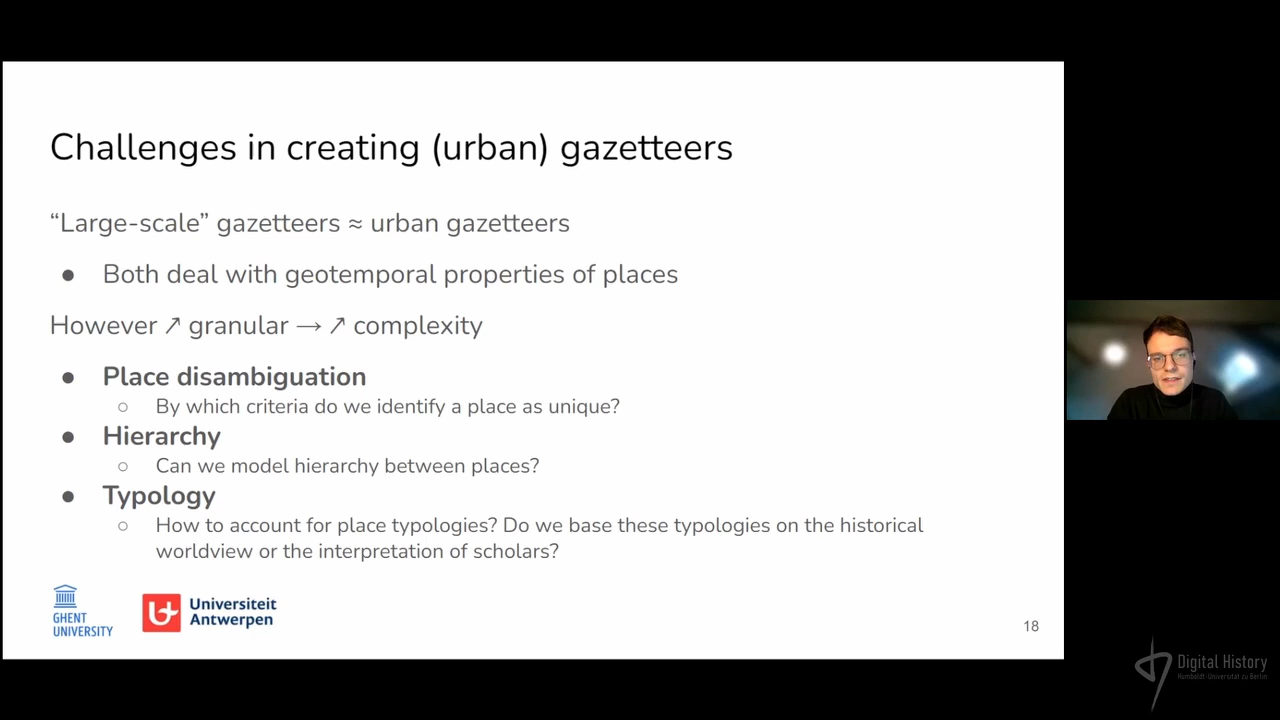 Challenges in creating (urban) gazetteers
“Large-scale” gazetteers ≈ urban gazetteers
● Both deal with geotemporal properties of places
However ↗ granular → ↗ complexity
● Place disambiguation
○ By which criteria do we identify a place as unique?
● Hierarchy
○ Can we model hierarchy between places?
● Typology
○ How to account for place typologies? Do we base these typologies on the historical
worldview or the interpretation of scholars?
GHENT
UNIVERSITY
Universiteit
Antwerpen
18
Digital History
Humboldt-Universität zu Berlin